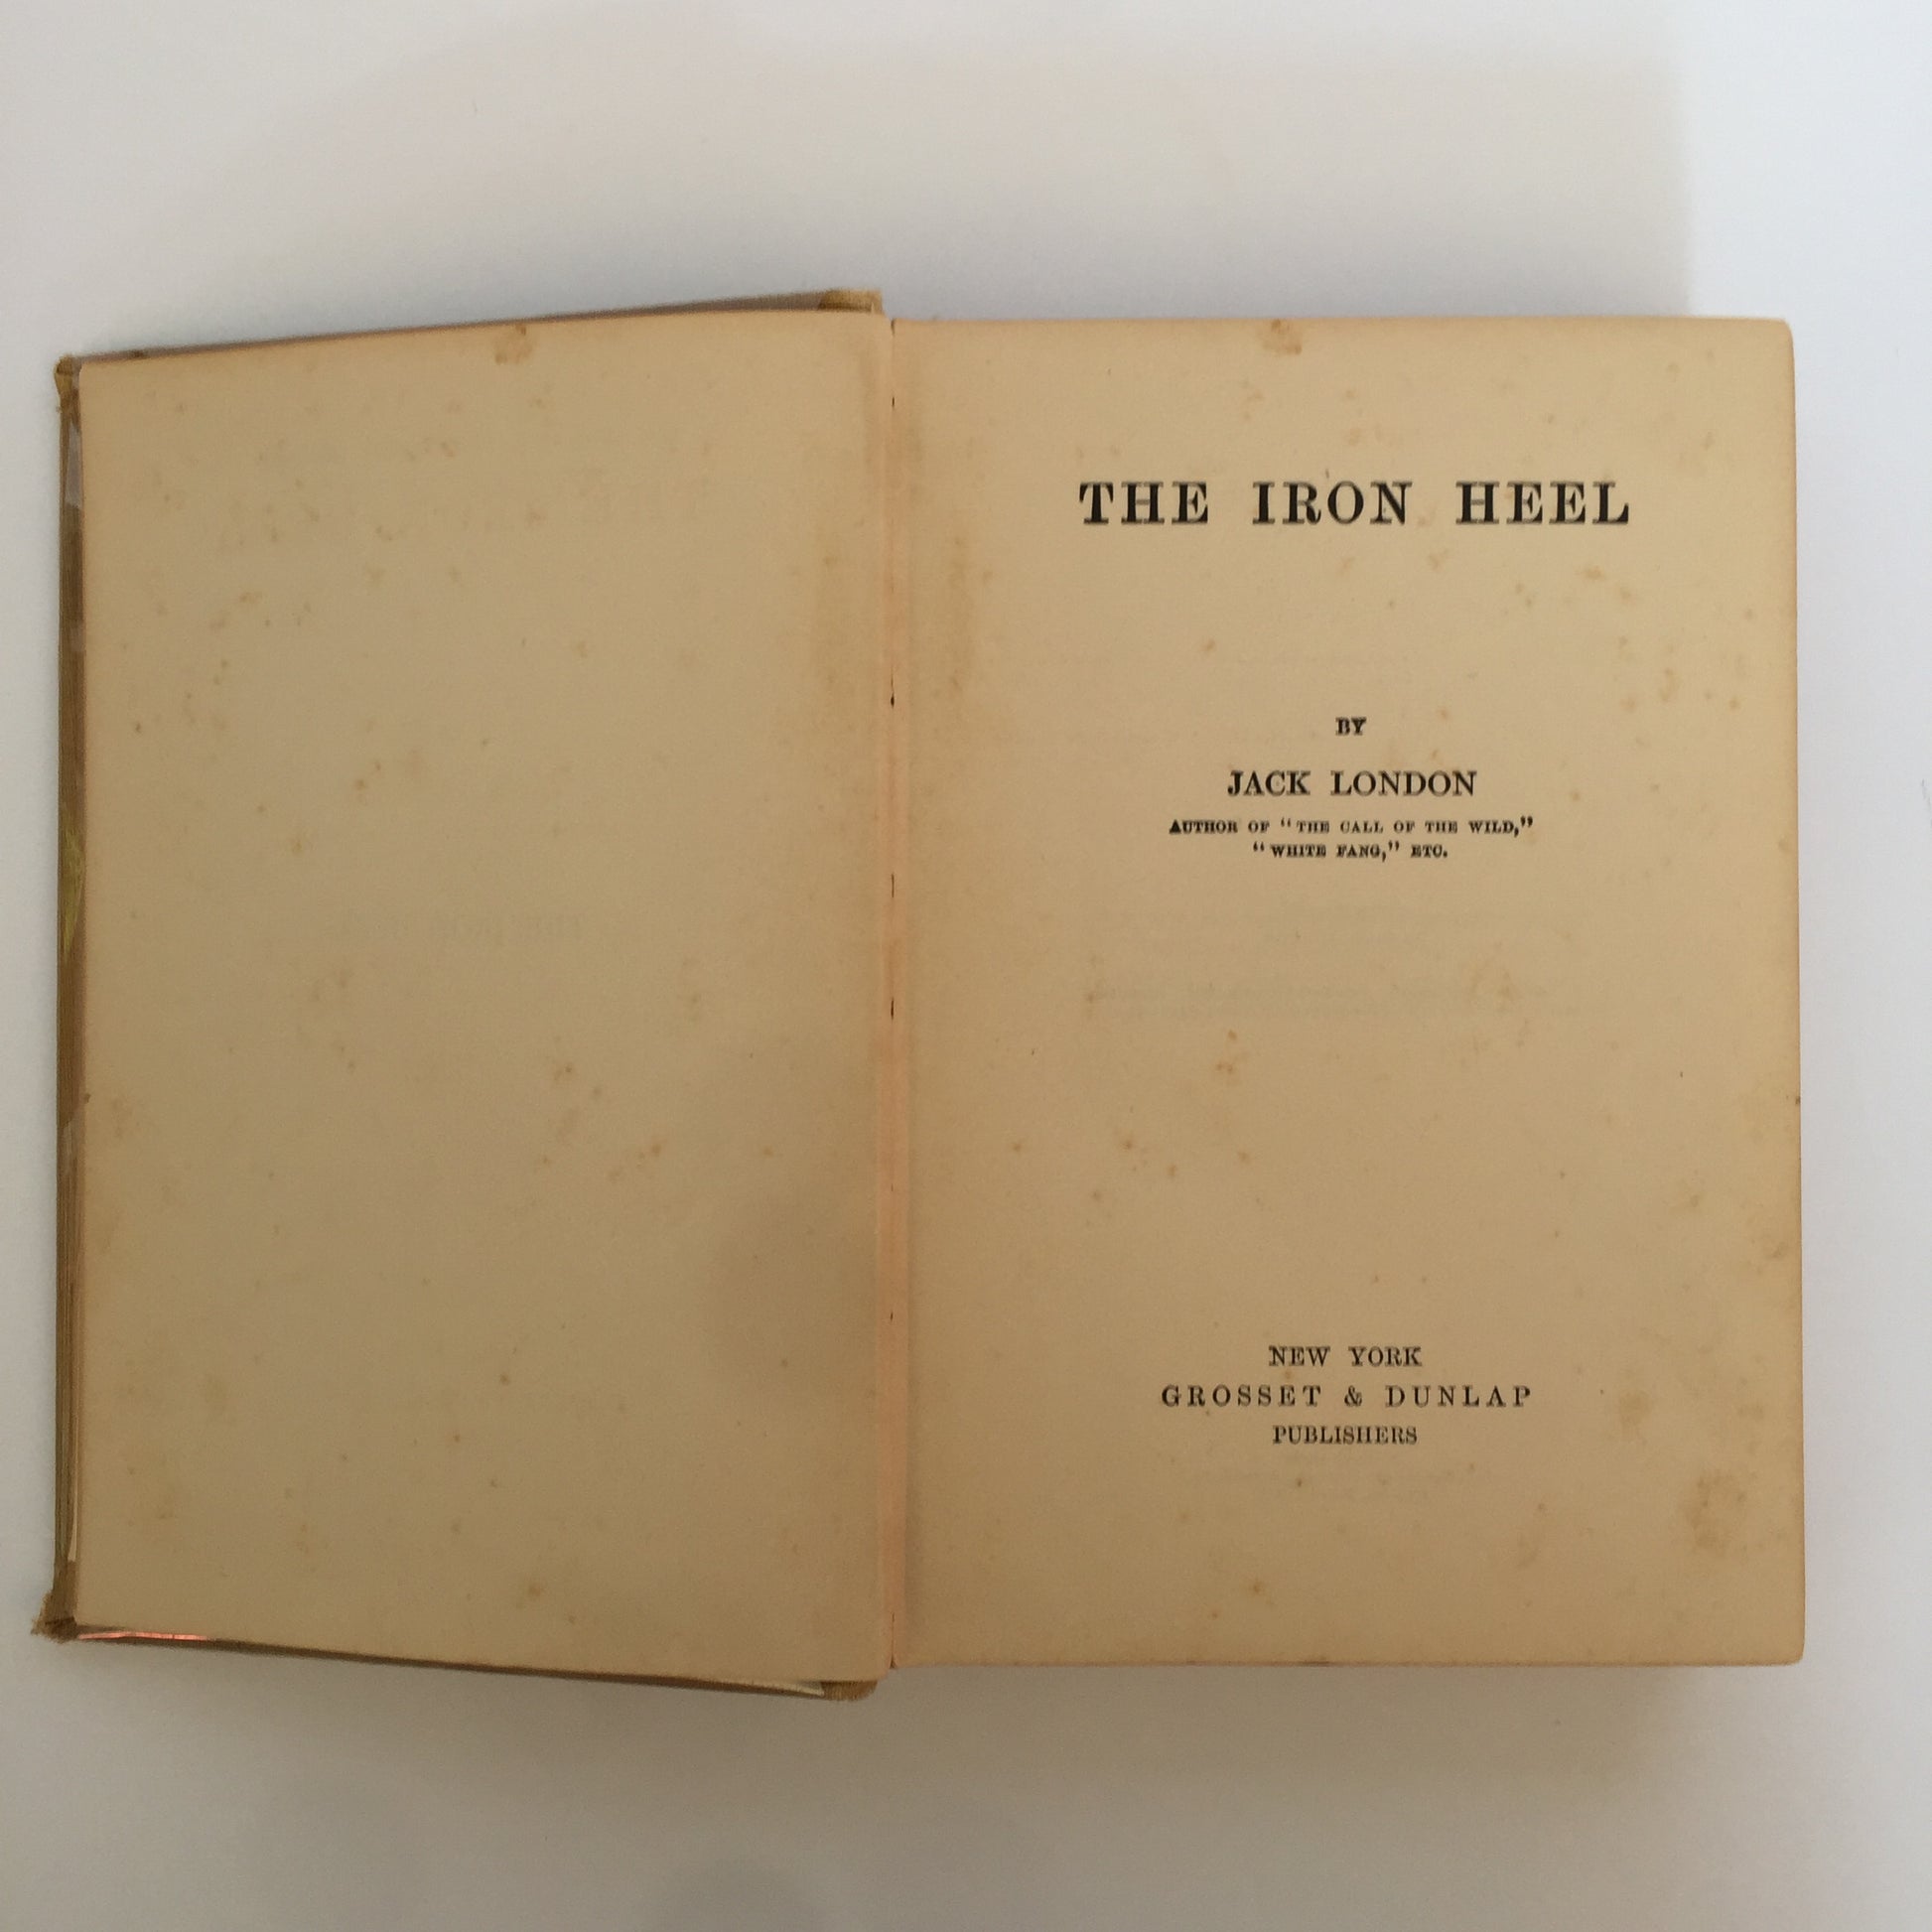 THE IRON HEEL
BY
JACK LONDON
AUTHOR OF “THE CALL OF THE WILD,”
“WHITE FANG,” ETC.
NEW YORK
GROSSET & DUNLAP
PUBLISHERS